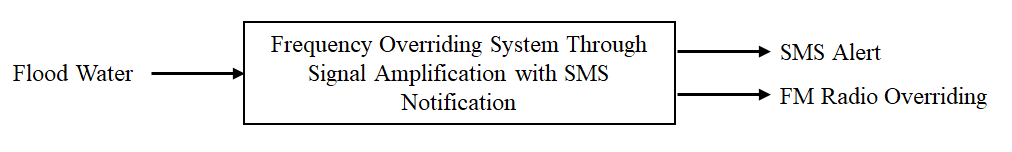 Flood Water
Frequency Overriding System Through
Signal Amplification with SMS
Notification
SMS Alert
FM Radio Overriding